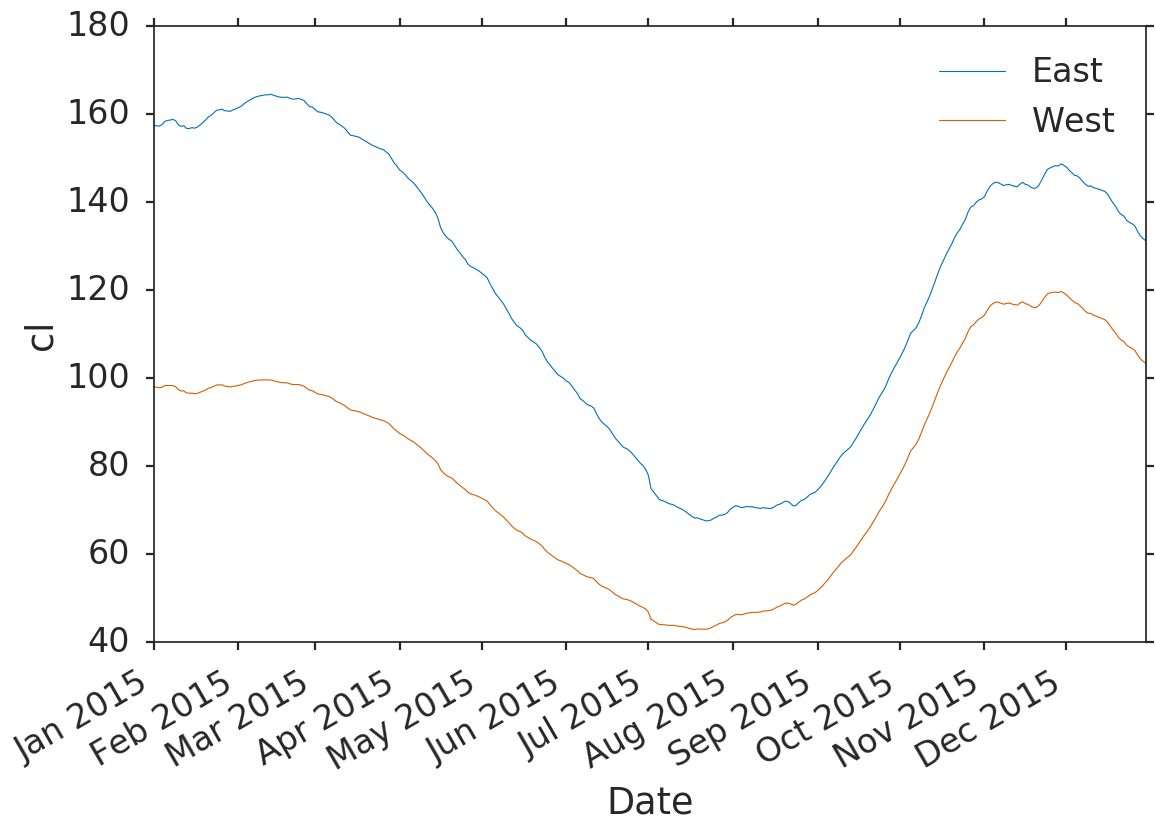 180
160
140
120
100
80
60
40
cl
East
West
Jan 2015
Feb 2015
Mar 2015
Apr 2015
May 2015
Jun 2015
Jul 2015
Aug 2015
Sep 2015
Oct 2015
Nov 2015
Dec 2015
Date